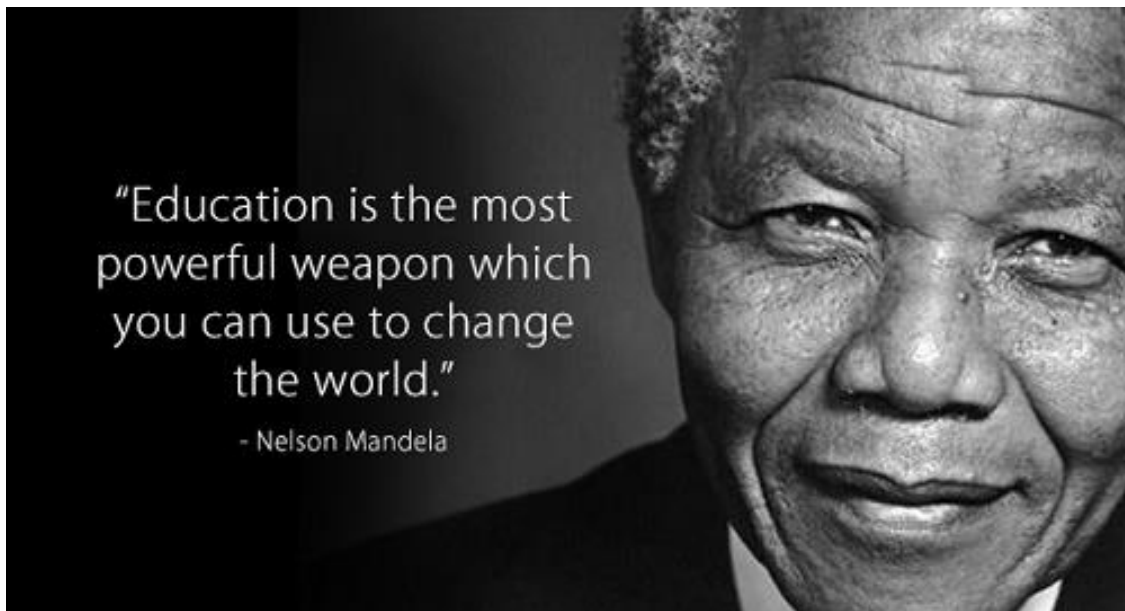 “Education is the most
powerful weapon which
you can use to change
the world.”
- Nelson Mandela